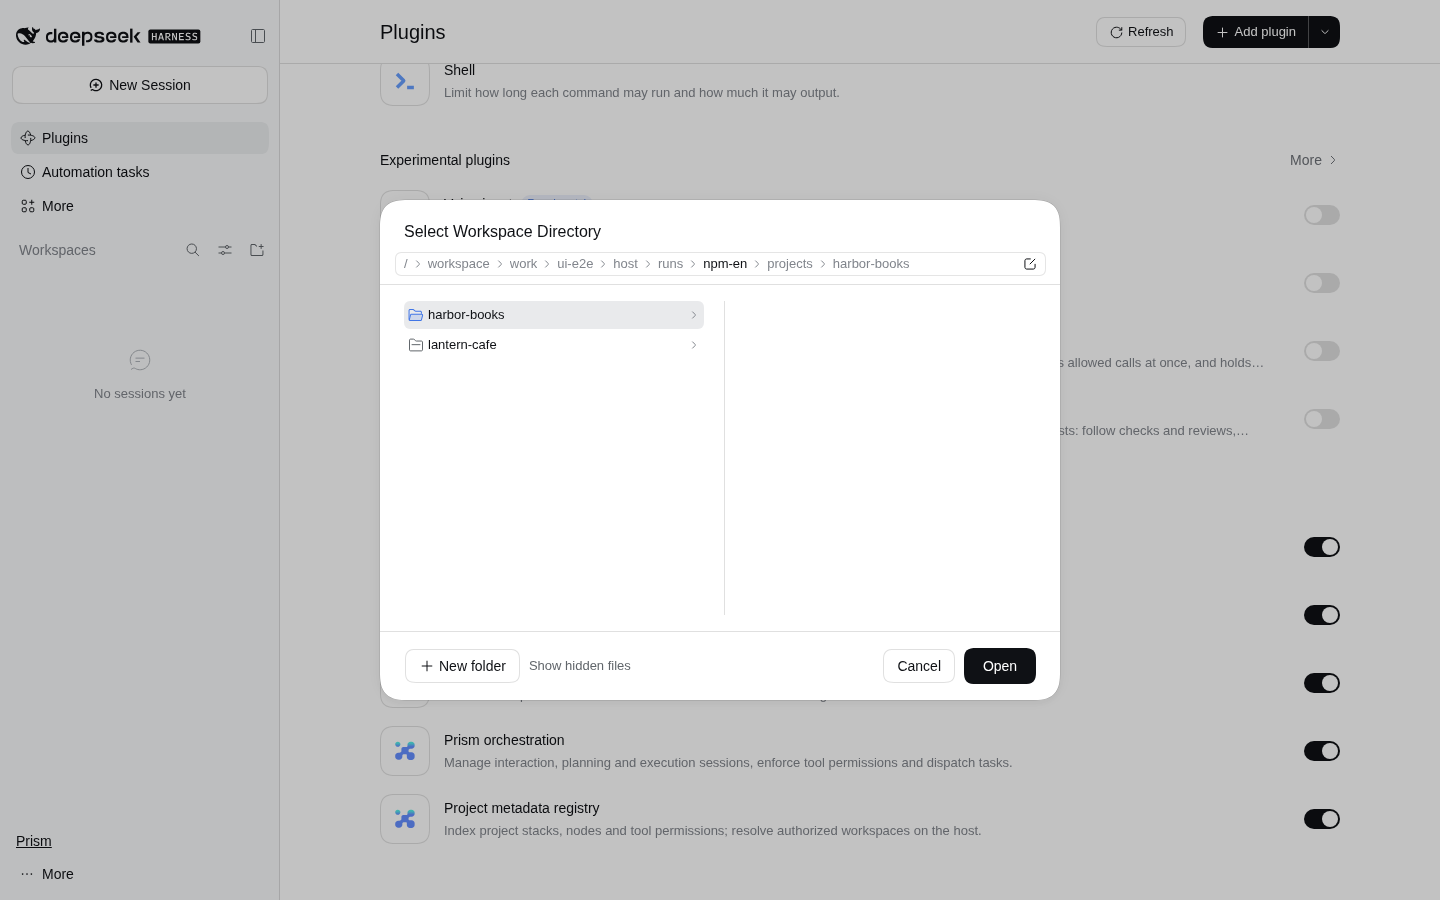 deepseek HARNESS
New Session
Plugins
Automation tasks
More
Workspaces
No sessions yet
Prism
More
Plugins
Refresh
Add plugin
Shell
Limit how long each command may run and how much it may output.
Experimental plugins
More
Select Workspace Directory
/ workspace work ui-e2e host runs npm-en projects harbor-books
harbor-books
lantern-cafe
s allowed calls at once, and holds…
sts: follow checks and reviews,…
New folder
Show hidden files
Cancel
Open
Prism orchestration
Manage interaction, planning and execution sessions, enforce tool permissions and dispatch tasks.
Project metadata registry
Index project stacks, nodes and tool permissions; resolve authorized workspaces on the host.